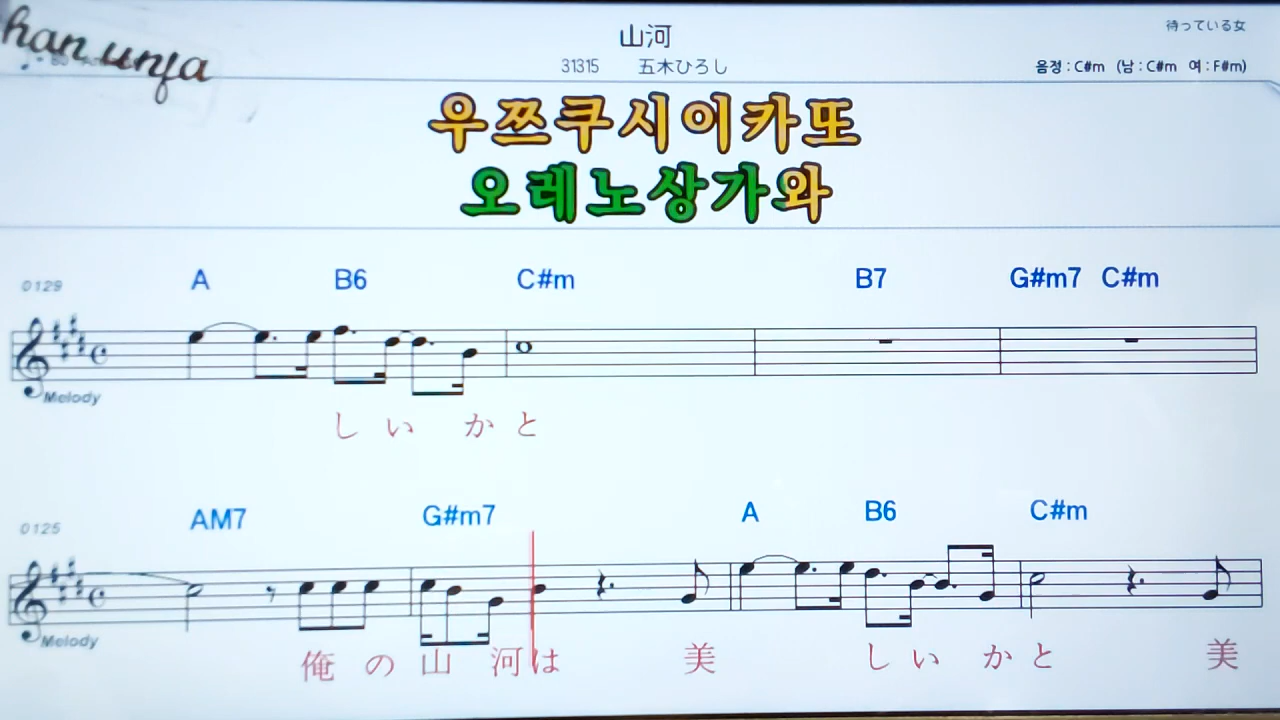 han unja
山河
待っている女
31315 五木ひろし
음정 : C#m (남 : C#m 여 : F#m)
우쯔쿠시이카또
오레노상가와
0129 A B6 C#m B7 G#m7 C#m
Melody
しいかと
0125 AM7 G#m7 A B6 C#m
Melody
俺の山河は 美しいかと 美